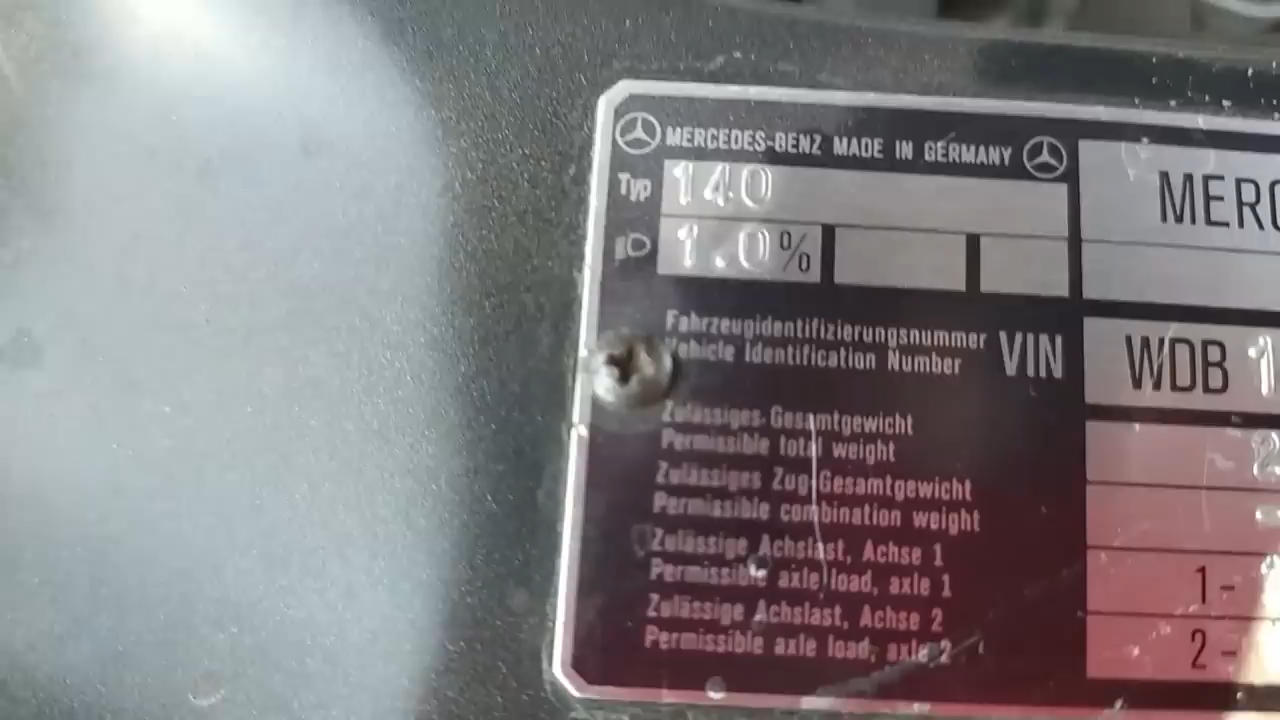 MERCEDES-BENZ MADE IN GERMANY
MERC
Typ 140
1.0%
Fahrzeugidentifizierungsnummer
Vehicle Identification Number
VIN
WDB 1
Zulässiges Gesamtgewicht
Permissible total weight
2
Zulässiges Zug-Gesamtgewicht
Permissible combination weight
Zulässige Achslast, Achse 1
Permissible axle load, axle 1
1-
Zulässige Achslast, Achse 2
Permissible axle load, axle 2
2-